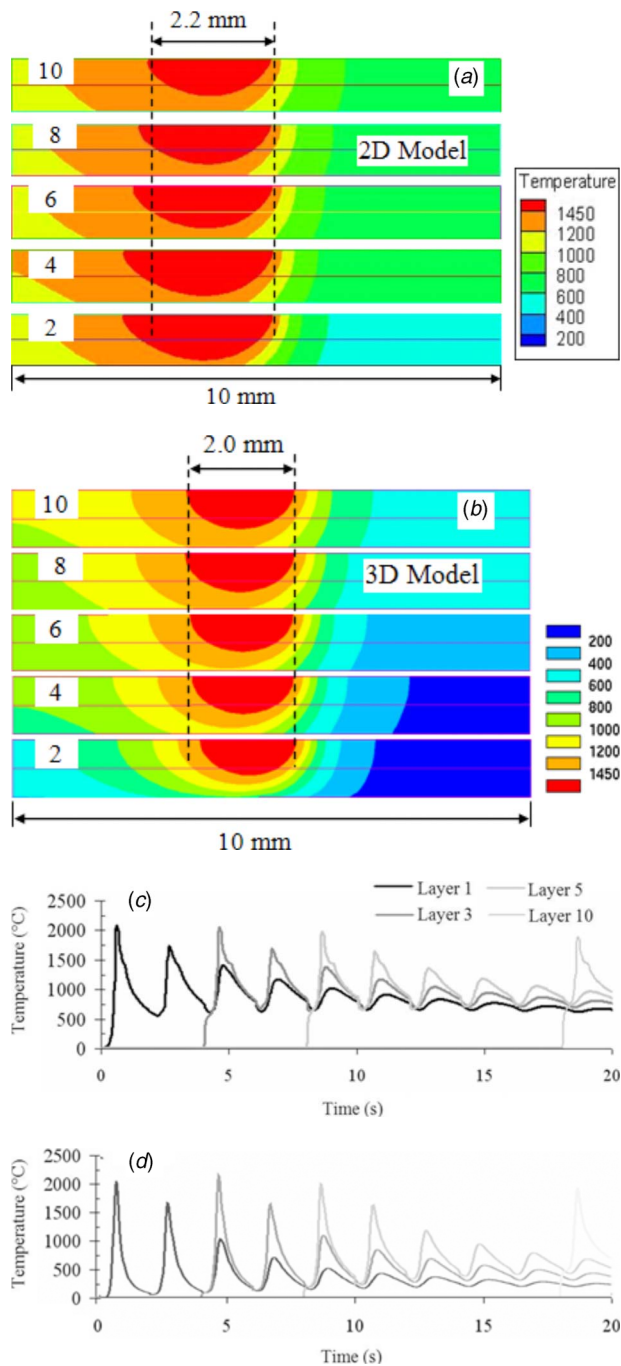 2.2 mm
10
(a)
8
2D Model
6
4
2
Temperature
1450
1200
1000
800
600
400
200
10 mm
2.0 mm
10
(b)
8
3D Model
6
4
2
200
400
600
800
1000
1200
1450
10 mm
(c)
Layer 1
Layer 5
Layer 3
Layer 10
Temperature (°C)
2500
2000
1500
1000
500
0
0 5 10 15 20
Time (s)
(d)
Temperature (°C)
2500
2000
1500
1000
500
0
0 5 10 15 20
Time (s)